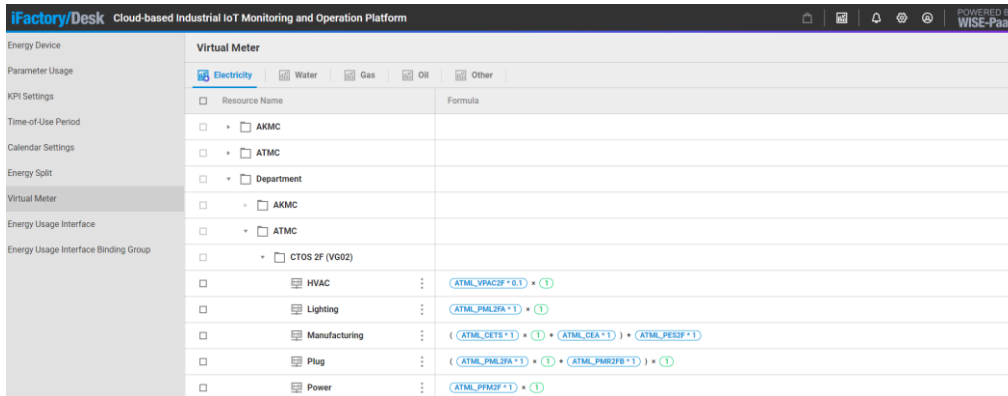 iFactory/Desk Cloud-based Industrial IoT Monitoring and Operation Platform
POWERED B
WISE-Paa
Energy Device
Parameter Usage
KPI Settings
Time-of-Use Period
Calendar Settings
Energy Split
Virtual Meter
Energy Usage Interface
Energy Usage Interface Binding Group
Virtual Meter
Electricity Water Gas Oil Other
Resource Name Formula
AKMC
ATMC
Department
AKMC
ATMC
CTOS 2F (VG02)
HVAC ATML_VPAC2F * 0.1 × 1
Lighting ATML_PML2FA * 1 × 1
Manufacturing ( ATML_CETS * 1 × 1 + ATML_CEA * 1 ) + ATML_PES2F * 1
Plug ( ATML_PML2FA * 1 × 1 + ATML_PMR2FB * 1 ) × 1
Power ATML_PFM2F * 1 × 1